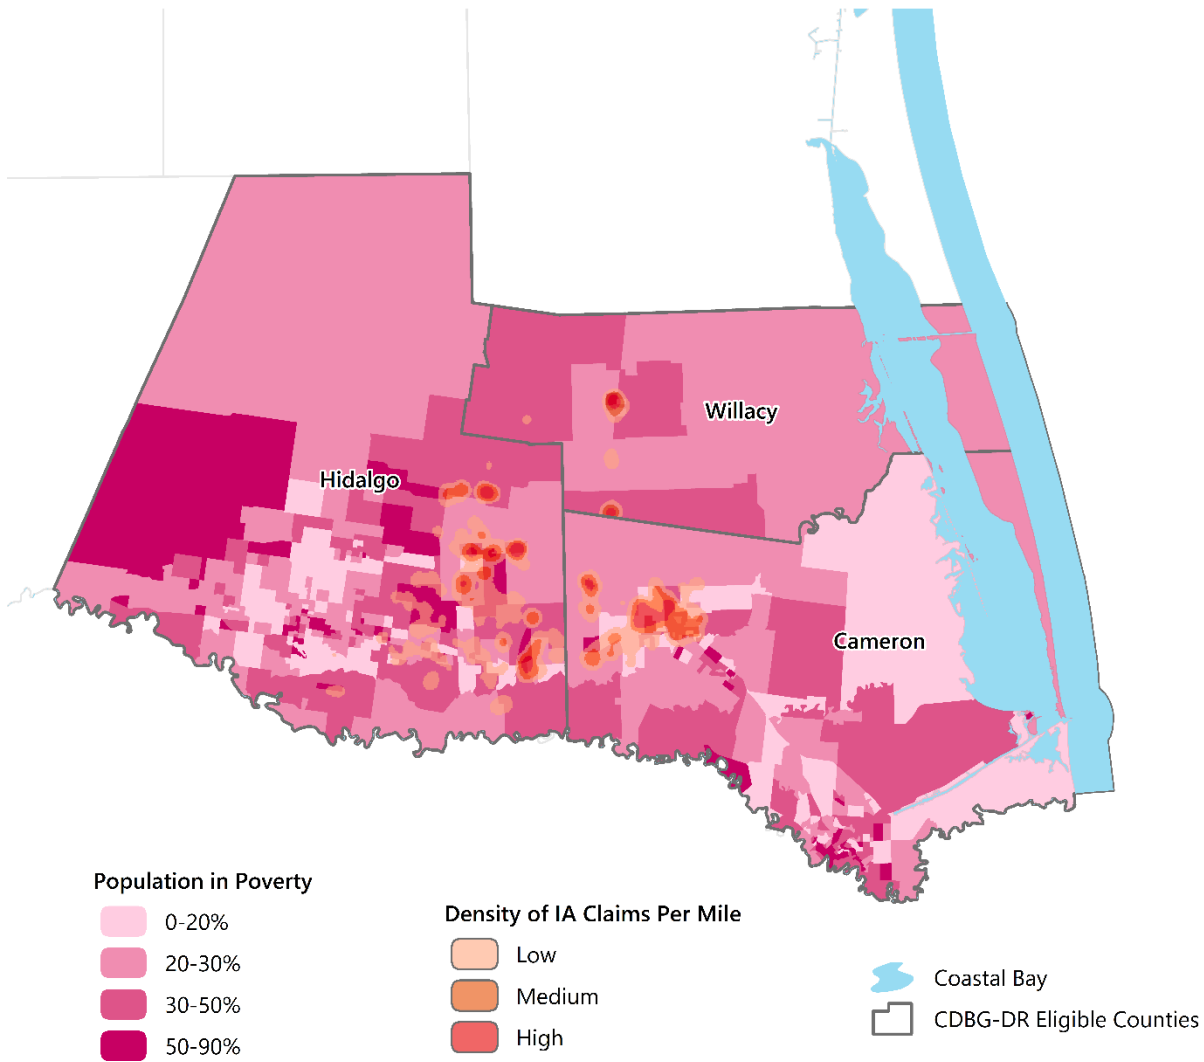 Willacy
Hidalgo
Cameron
Population in Poverty
0-20%
20-30%
30-50%
50-90%
Density of IA Claims Per Mile
Low
Medium
High
Coastal Bay
CDBG-DR Eligible Counties